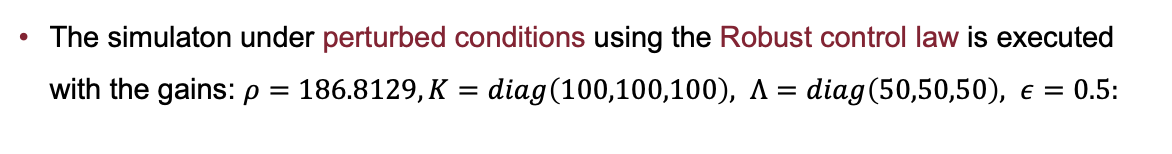 • The simulaton under perturbed conditions using the Robust control law is executed
with the gains: 𝜌 = 186.8129, 𝐾 = 𝑑𝑖𝑎𝑔(100,100,100), Λ = 𝑑𝑖𝑎𝑔(50,50,50), 𝜖 = 0.5: